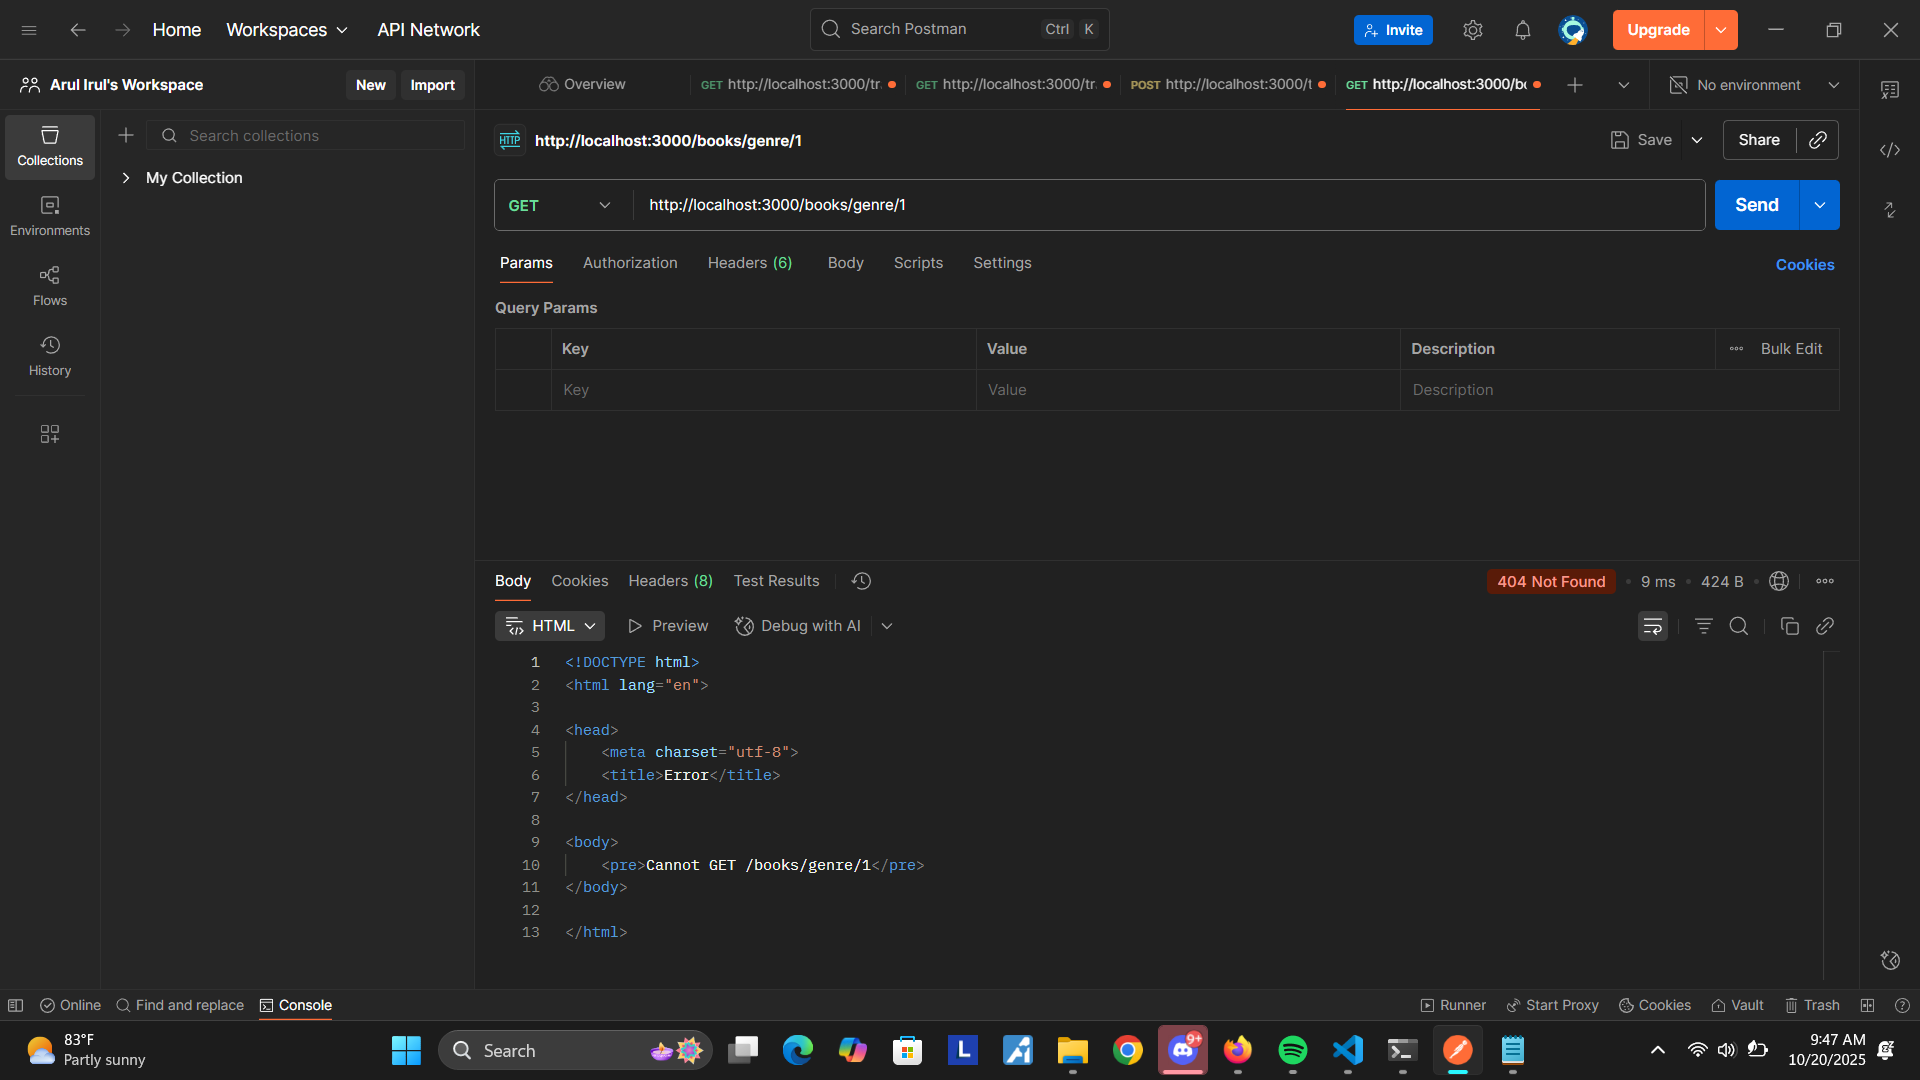 Home Workspaces API Network Search Postman Ctrl K Invite Upgrade
Arul Irul's Workspace New Import Overview GET http://localhost:3000/tr GET http://localhost:3000/tr POST http://localhost:3000/t GET http://localhost:3000/bo No environment
Collections
Environments
Flows
History
Search collections
My Collection
HTTP http://localhost:3000/books/genre/1 Save Share
GET http://localhost:3000/books/genre/1 Send
Params Authorization Headers (6) Body Scripts Settings Cookies
Query Params
Key Value Description Bulk Edit
Key Value Description
Body Cookies Headers (8) Test Results 404 Not Found 9 ms 424 B
HTML Preview Debug with AI
1 <!DOCTYPE html>
2 <html lang="en">
3
4 <head>
5 <meta charset="utf-8">
6 <title>Error</title>
7 </head>
8
9 <body>
10 <pre>Cannot GET /books/genre/1</pre>
11 </body>
12
13 </html>
Online Find and replace Console Runner Start Proxy Cookies Vault Trash
83°F
Partly sunny
Search
L
9+
9:47 AM
10/20/2025